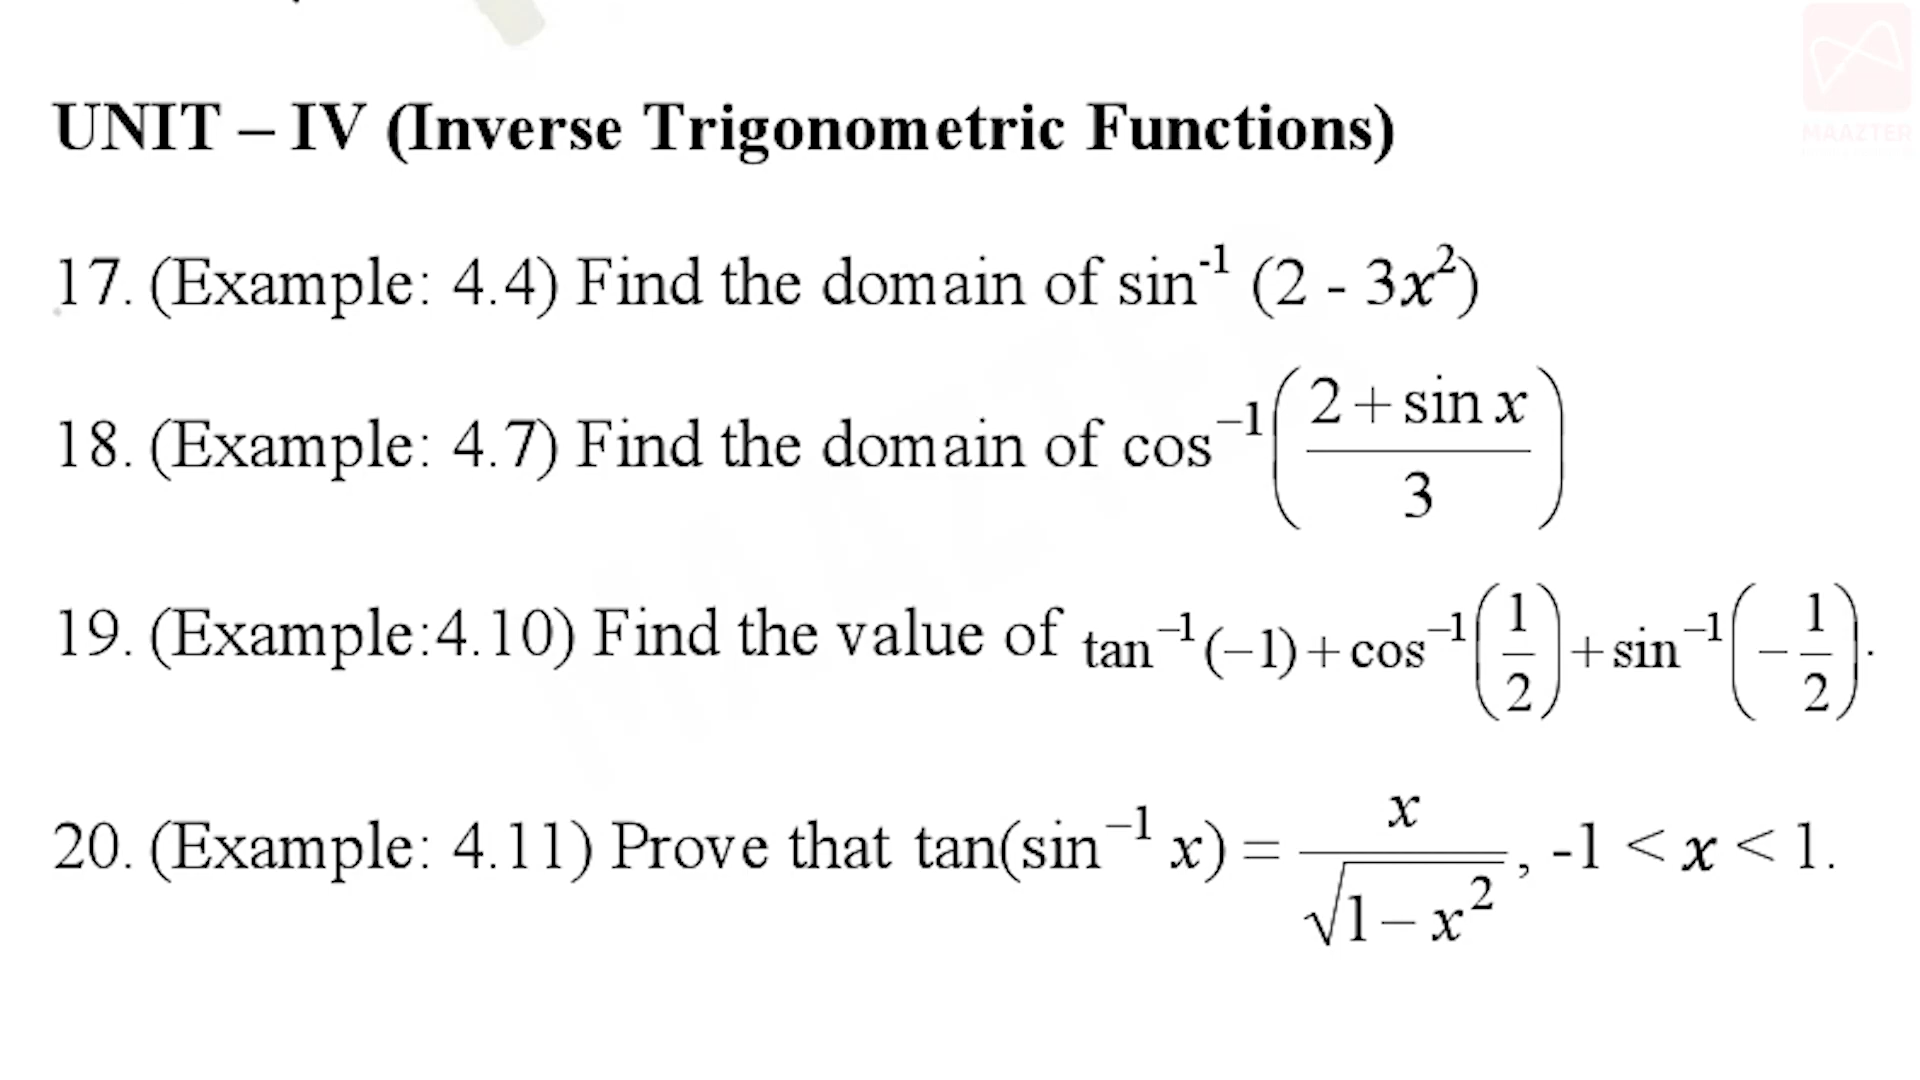 MAAZTER
UNIT – IV (Inverse Trigonometric Functions)
17. (Example: 4.4) Find the domain of sin⁻¹ (2 - 3x²)
18. (Example: 4.7) Find the domain of cos⁻¹((2 + sin x)/3)
19. (Example:4.10) Find the value of tan⁻¹(−1) + cos⁻¹(1/2) + sin⁻¹(−1/2).
20. (Example: 4.11) Prove that tan(sin⁻¹ x) = x/√(1 − x²), -1 < x < 1.